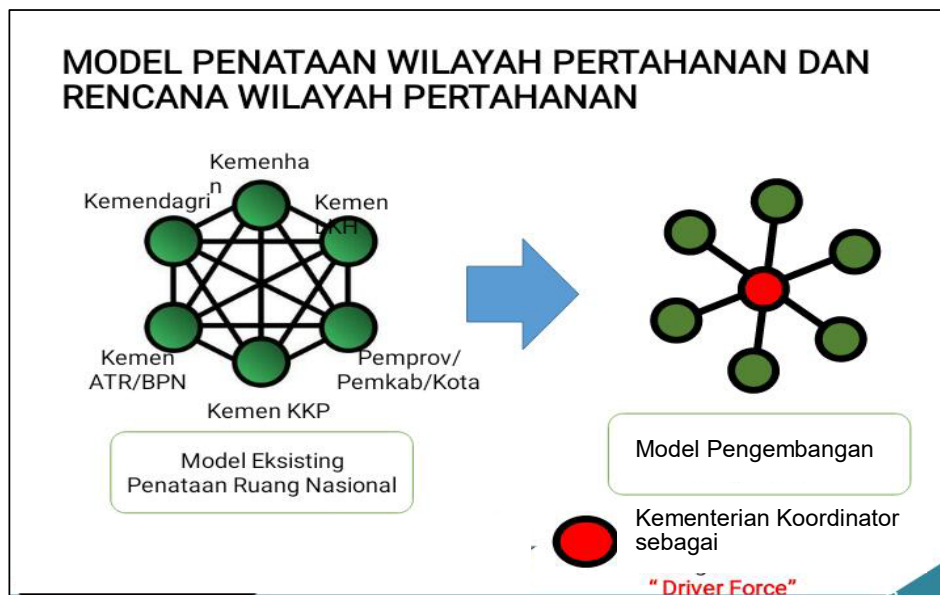 MODEL PENATAAN WILAYAH PERTAHANAN DAN
RENCANA WILAYAH PERTAHANAN
Kemenha
n
Kemendagri
Kemen
LKH
Kemen
ATR/BPN
Pemprov/
Pemkab/Kota
Kemen KKP
Model Eksisting
Penataan Ruang Nasional
Model Pengembangan
Kementerian Koordinator
sebagai
“ Driver Force”